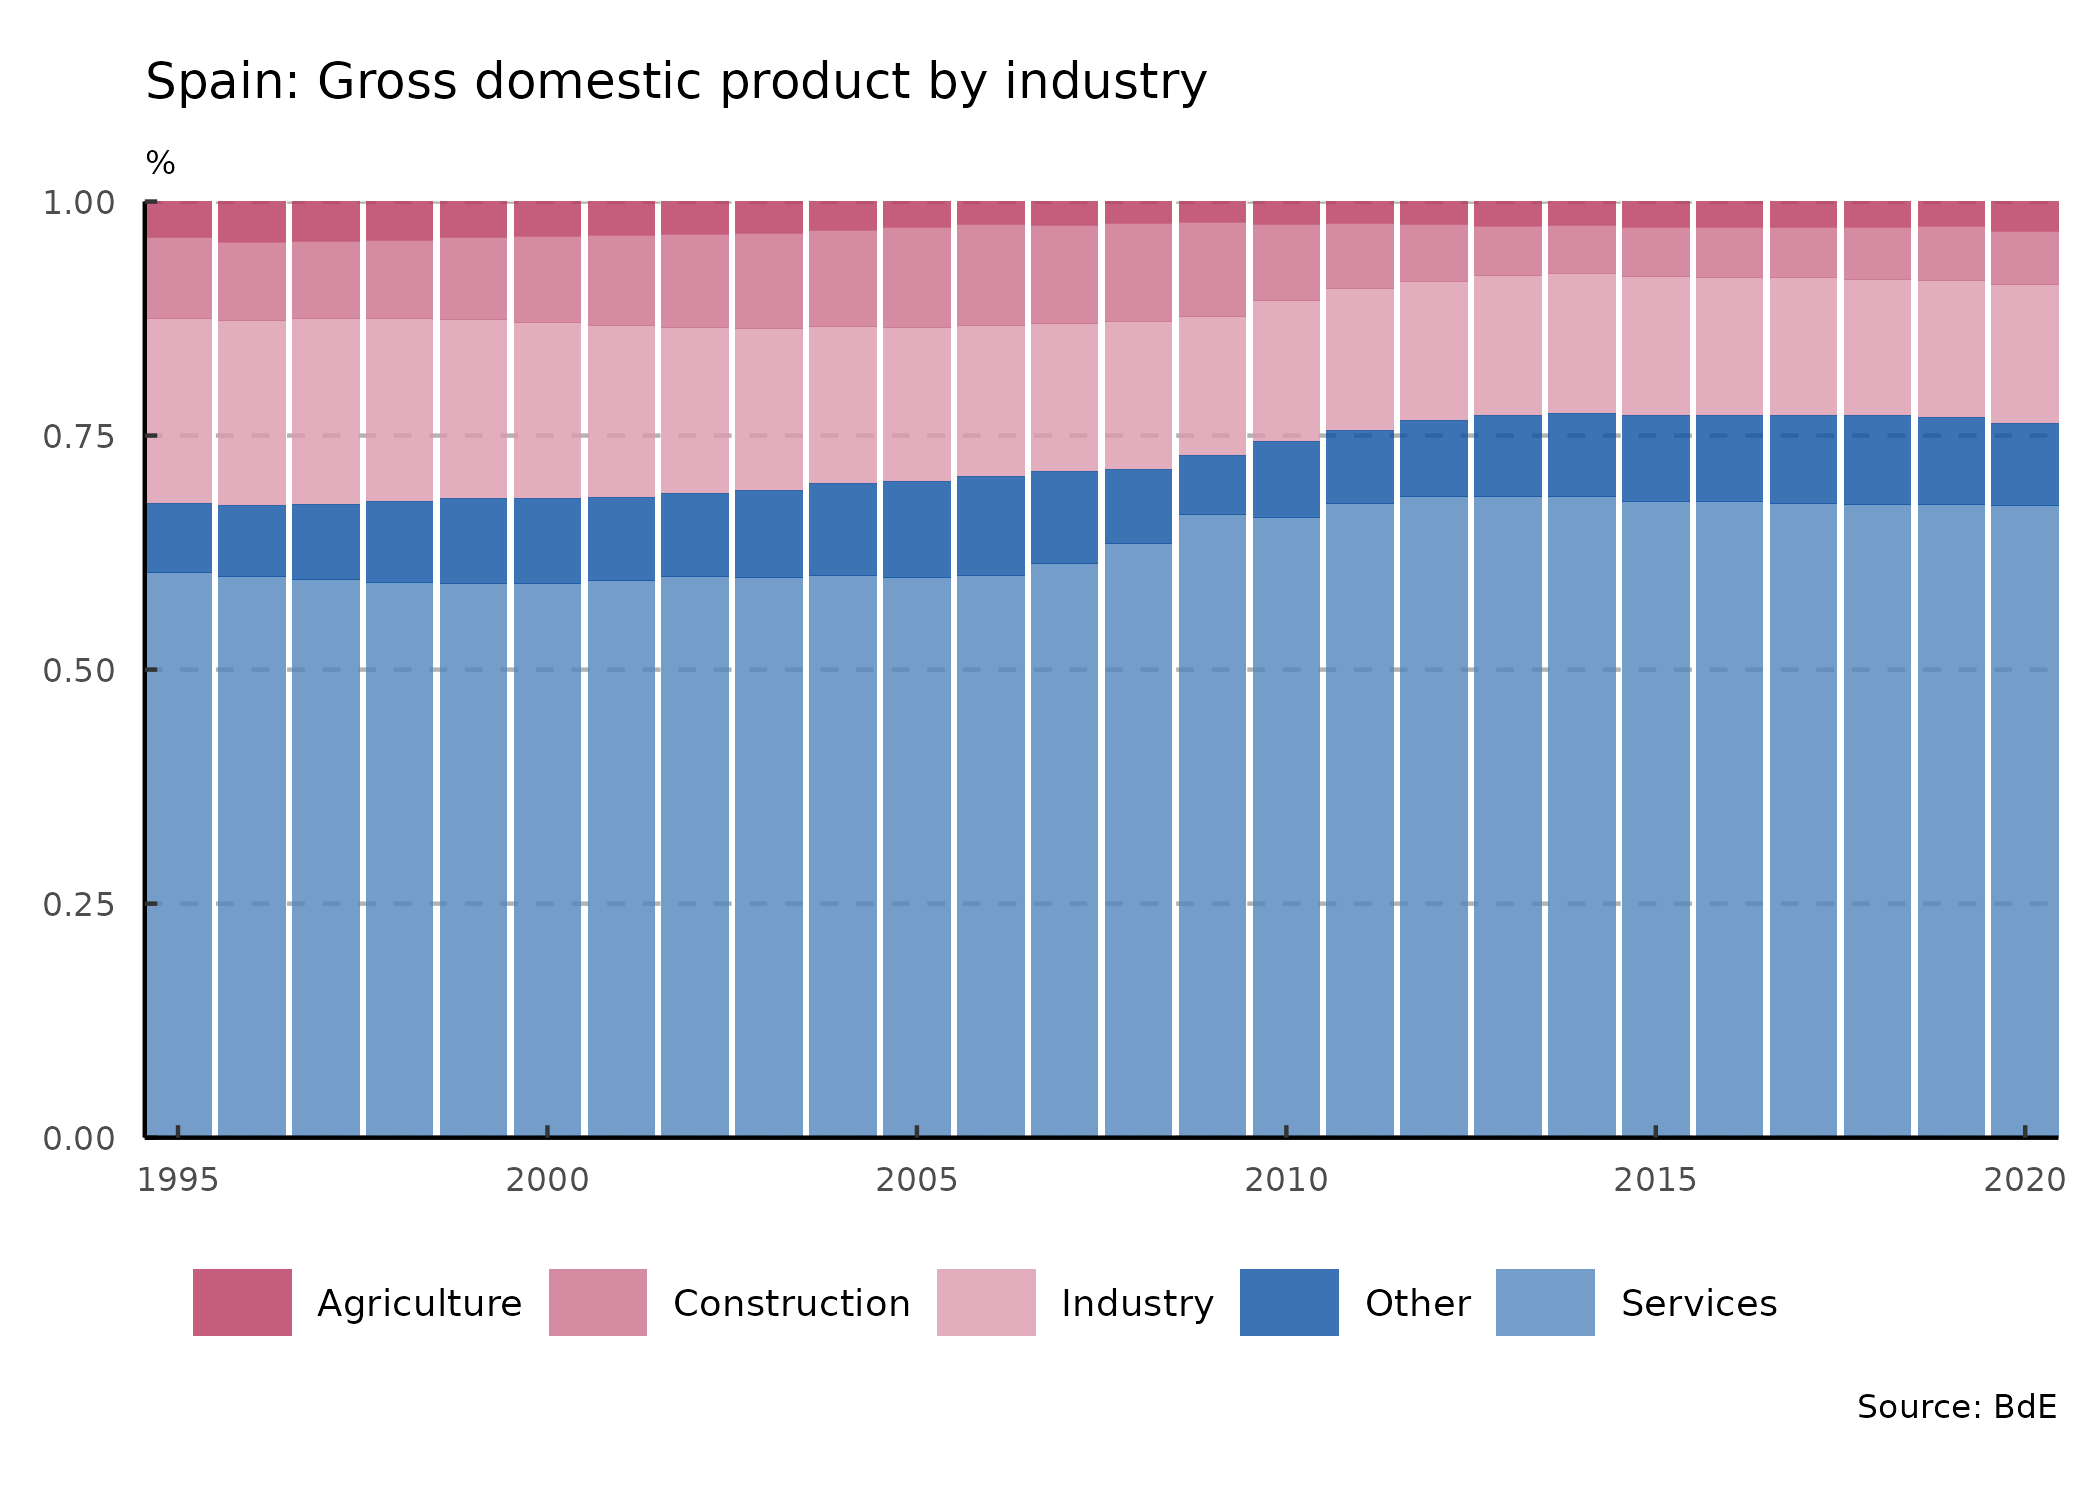 Spain: Gross domestic product by industry
%
1.00
0.75
0.50
0.25
0.00
1995 2000 2005 2010 2015 2020
Agriculture Construction Industry Other Services
Source: BdE